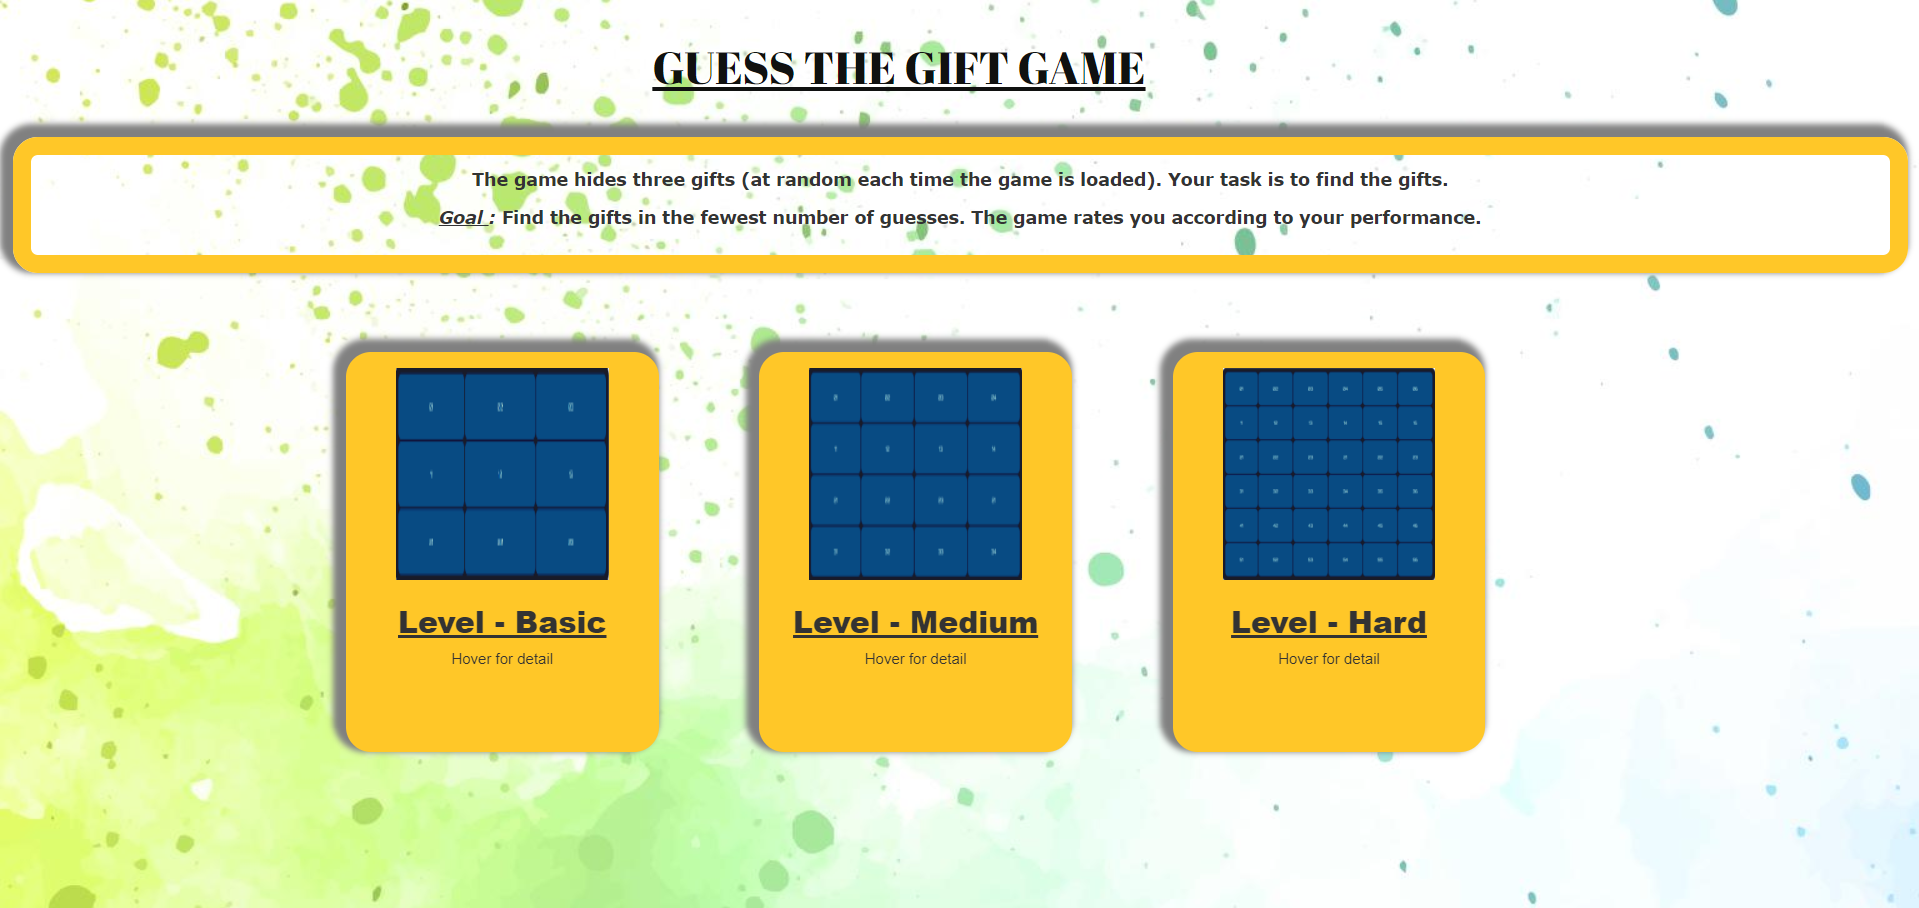 GUESS THE GIFT GAME
The game hides three gifts (at random each time the game is loaded). Your task is to find the gifts.
Goal : Find the gifts in the fewest number of guesses. The game rates you according to your performance.
Level - Basic
Hover for detail
Level - Medium
Hover for detail
Level - Hard
Hover for detail